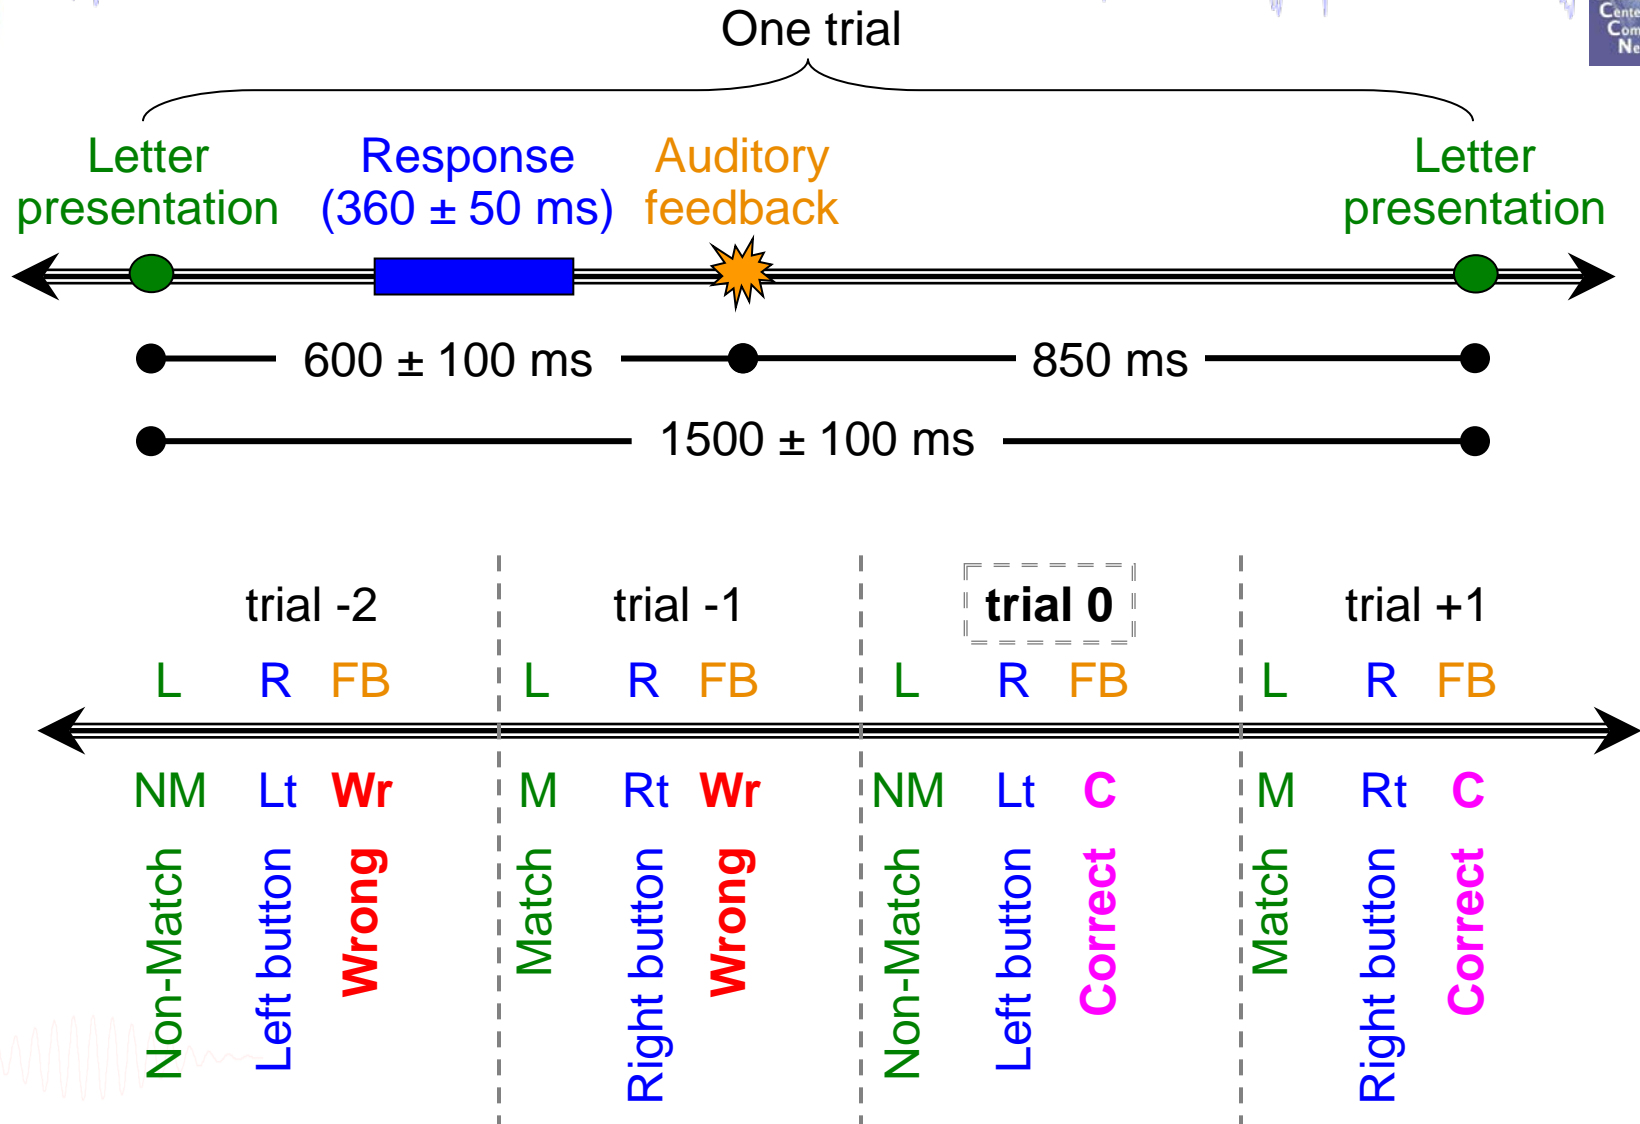 One trial
Cente
Com
Ne
Letter presentation
Response (360 ± 50 ms)
Auditory feedback
Letter presentation
600 ± 100 ms
850 ms
1500 ± 100 ms
trial -2
trial -1
trial 0
trial +1
L R FB L R FB L R FB L R FB
NM Lt Wr M Rt Wr NM Lt C M Rt C
Non-Match
Left button
Wrong
Match
Right button
Wrong
Non-Match
Left button
Correct
Match
Right button
Correct